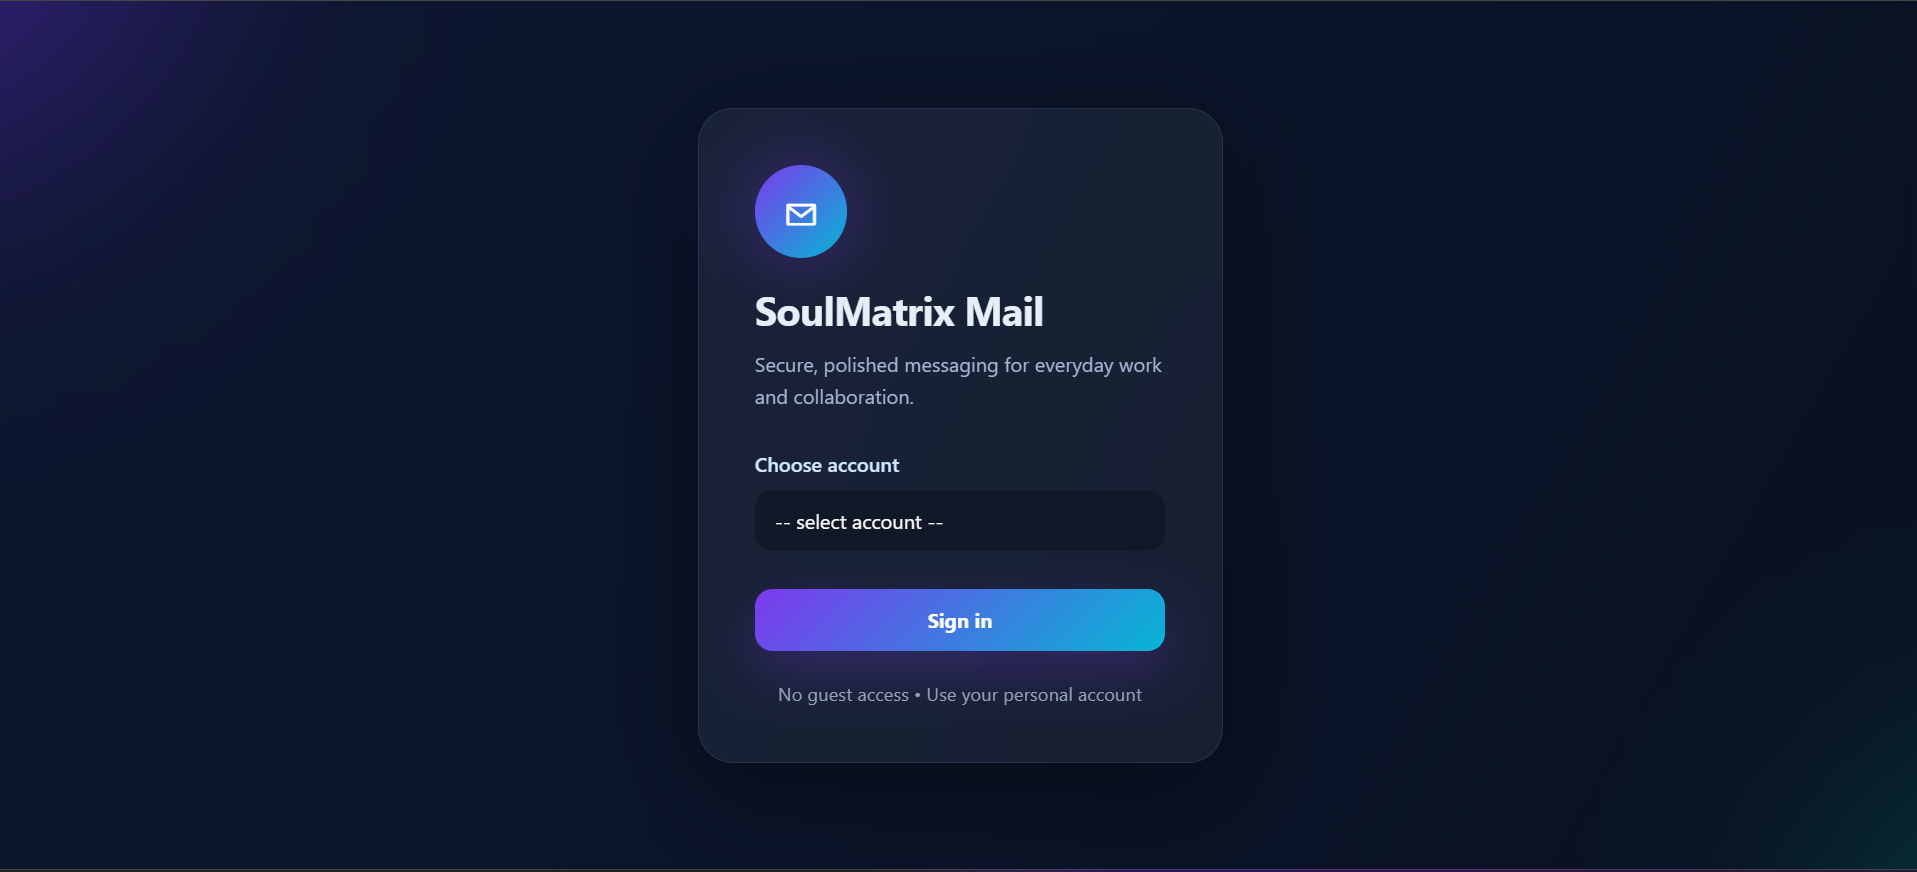 SoulMatrix Mail
Secure, polished messaging for everyday work
and collaboration.
Choose account
-- select account --
Sign in
No guest access • Use your personal account